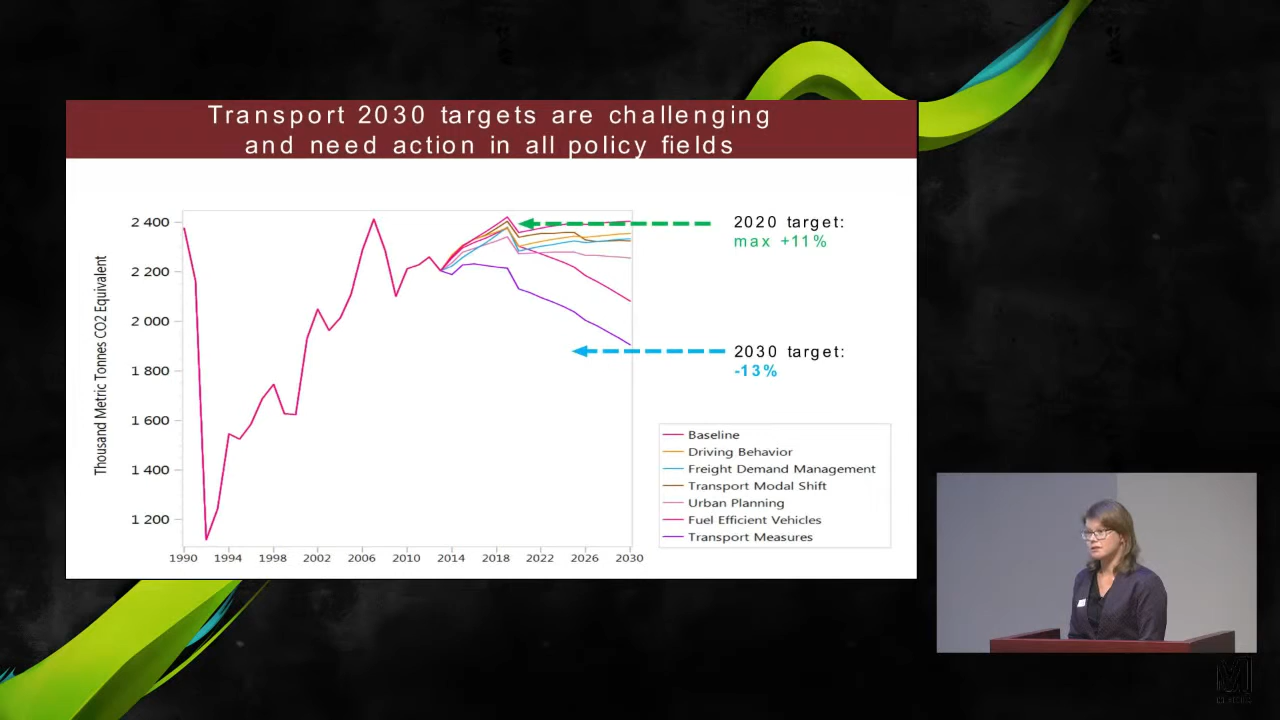 Transport 2030 targets are challenging
and need action in all policy fields
Thousand Metric Tonnes CO2 Equivalent
2 400
2 200
2 000
1 800
1 600
1 400
1 200
1990
1994
1998
2002
2006
2010
2014
2018
2022
2026
2030
2020 target:
max +11%
2030 target:
-13%
Baseline
Driving Behavior
Freight Demand Management
Transport Modal Shift
Urban Planning
Fuel Efficient Vehicles
Transport Measures